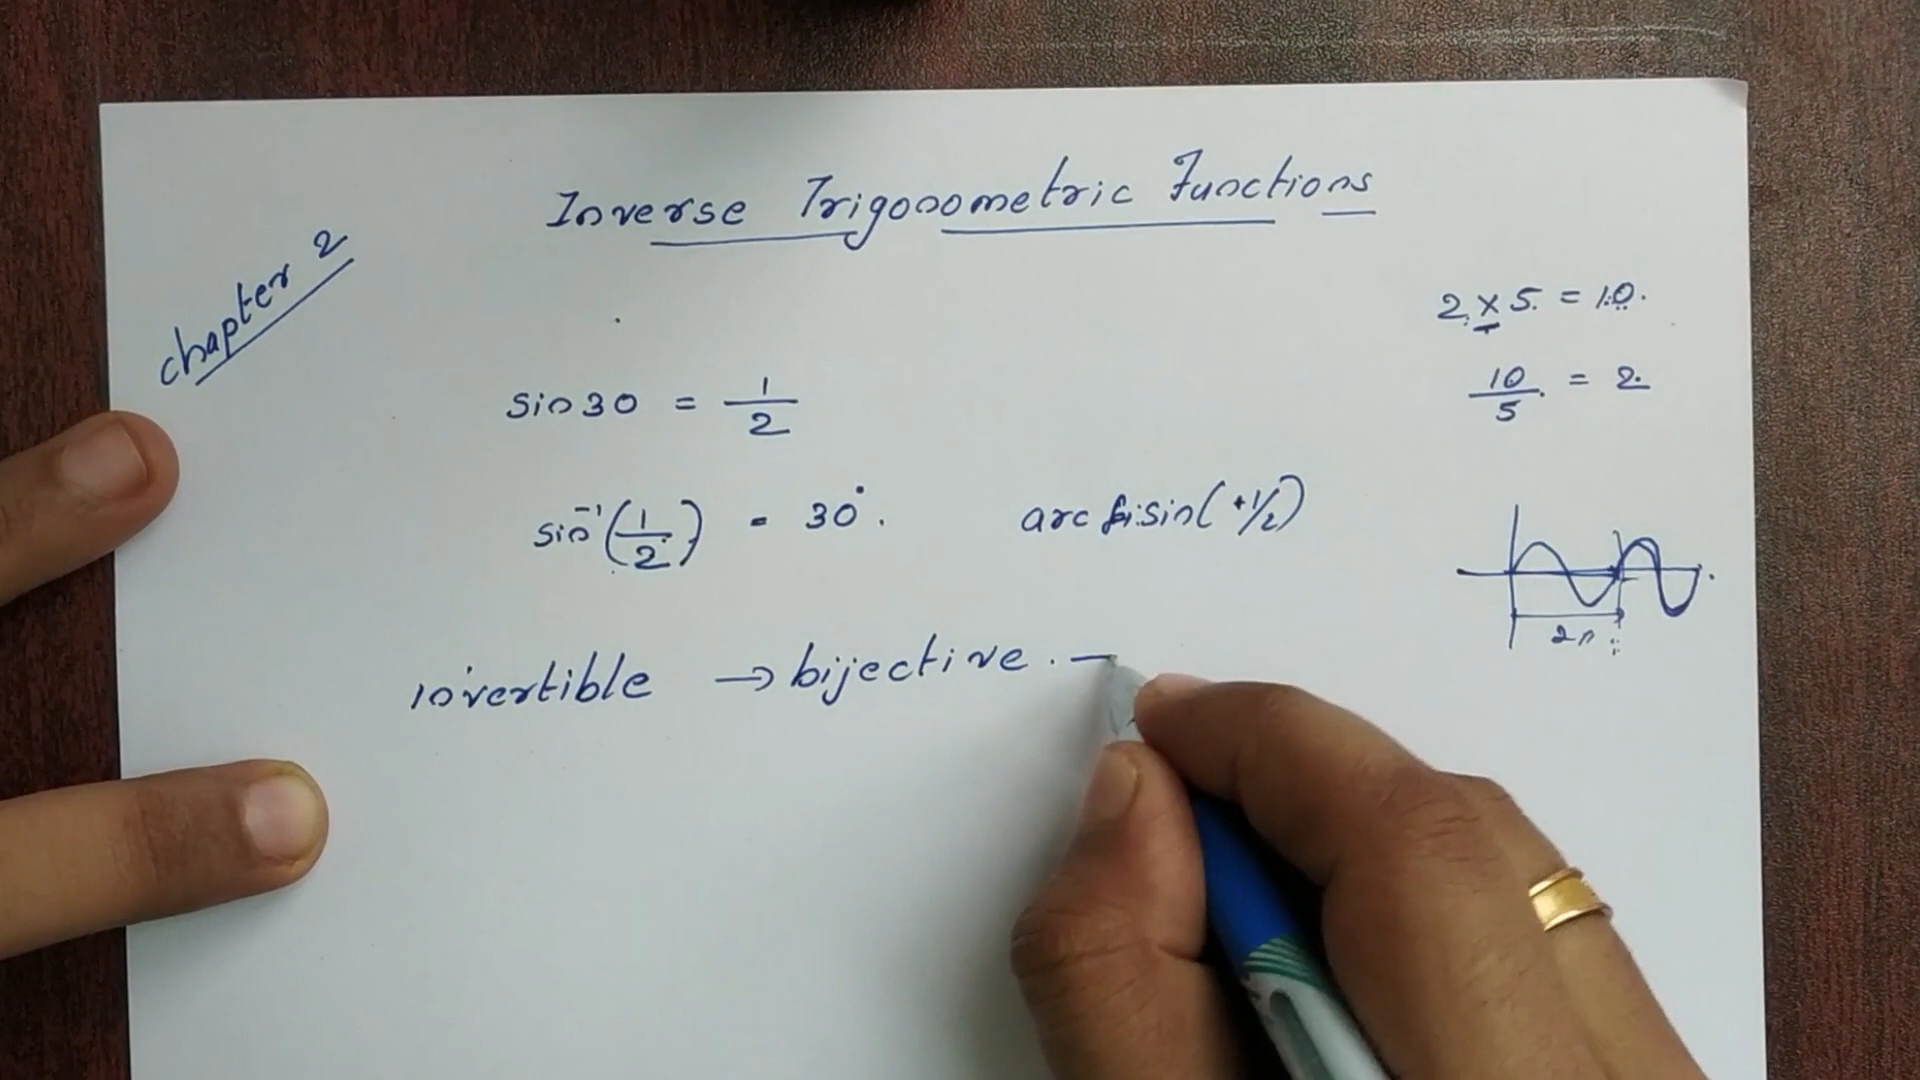 Inverse Trigonometric Functions
chapter 2
2 × 5 = 10.
10/5 = 2
sin 30 = 1/2
sin⁻¹(1/2) = 30°.
arc sin(+1/2)
2π
invertible → bijective. —